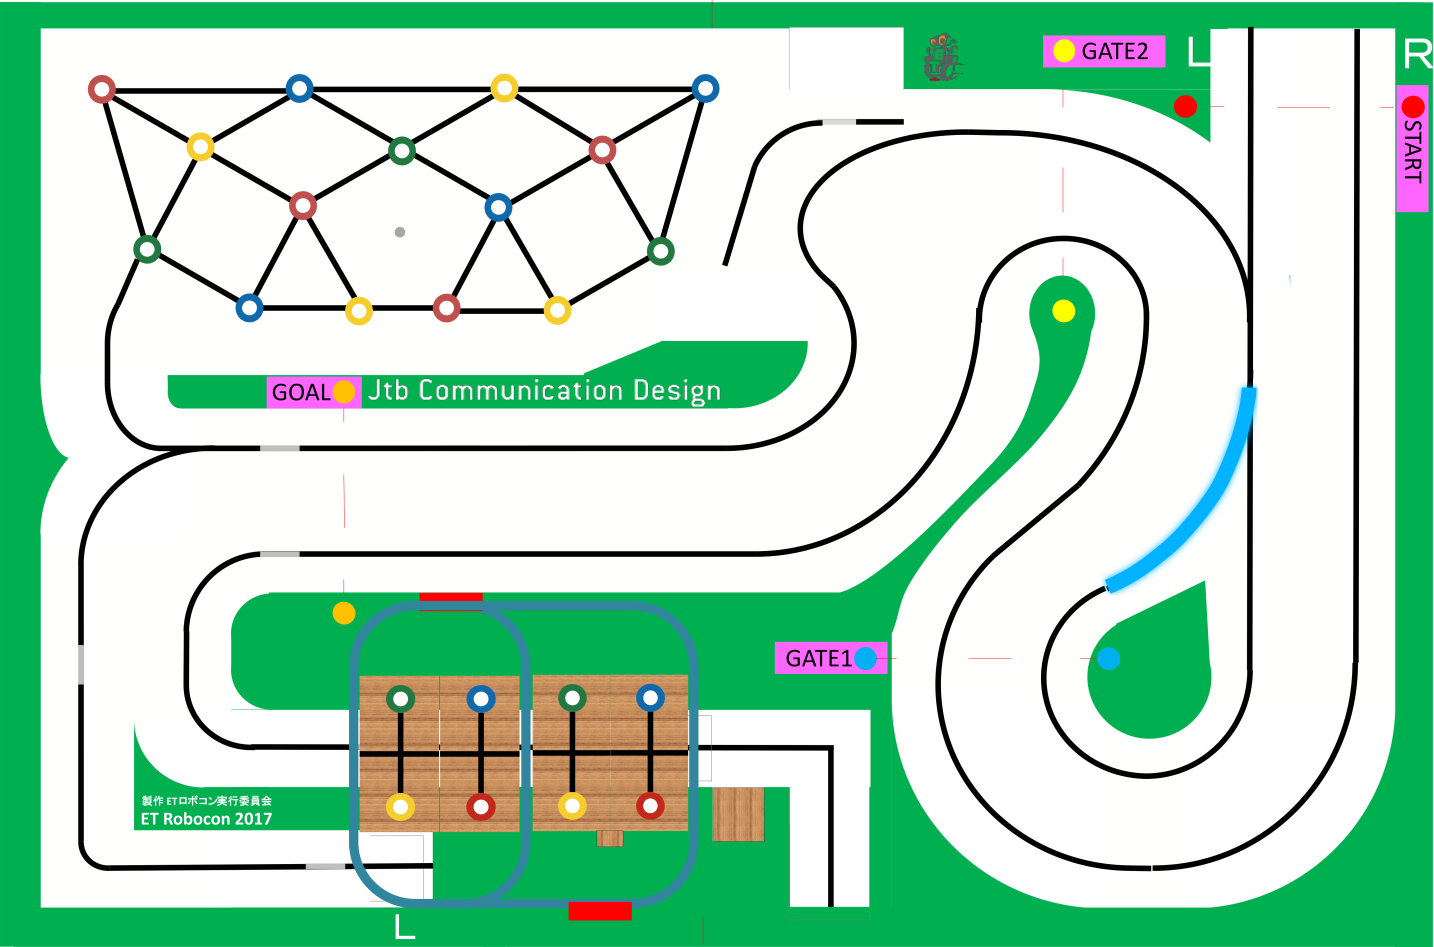 GATE2
L
R
START
GOAL
Jtb Communication Design
GATE1
製作 ETロボコン実行委員会
ET Robocon 2017
L